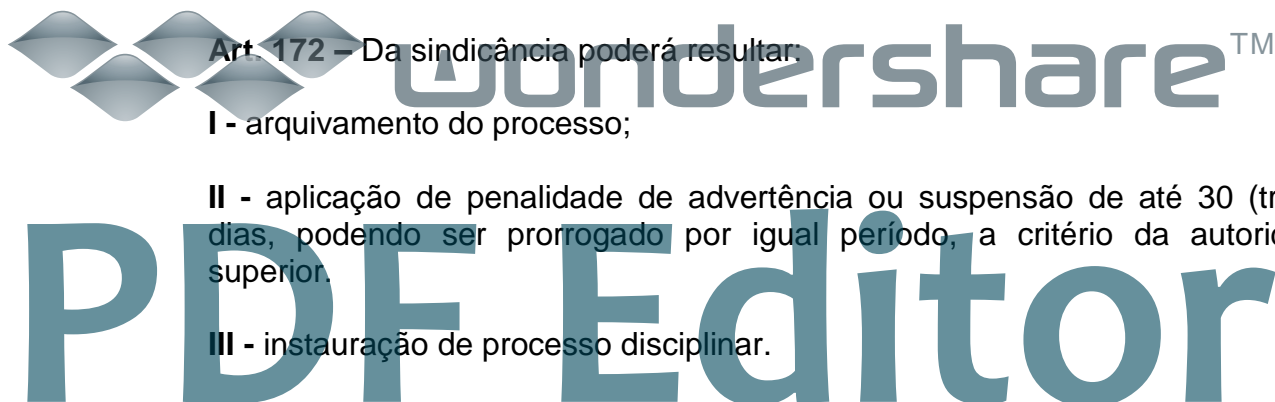 Art. 172 – Da sindicância poderá resultar:
wondershare™
I - arquivamento do processo;
II - aplicação de penalidade de advertência ou suspensão de até 30 (tr
dias, podendo ser prorrogado por igual período, a critério da autori
superior.
III - instauração de processo disciplinar.
PDF Editor